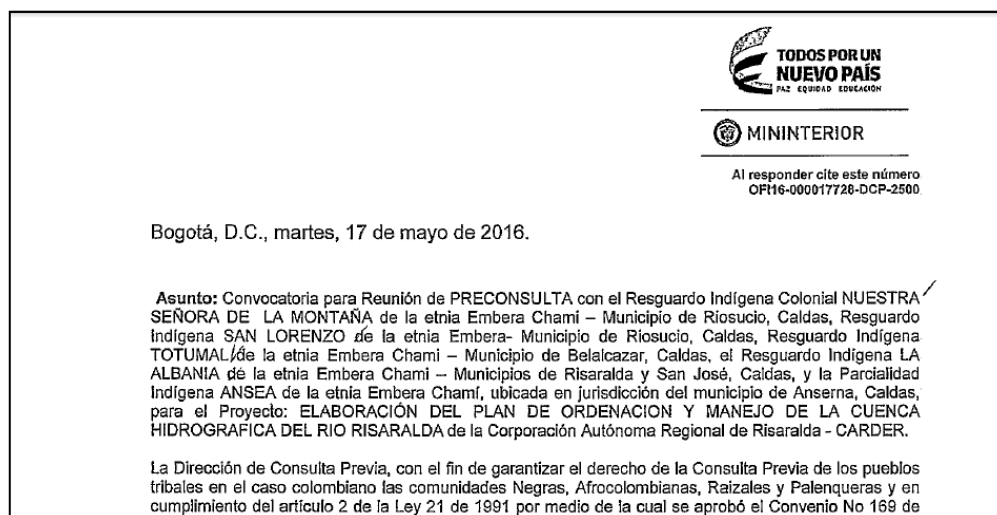 TODOS POR UN
NUEVO PAÍS
PAZ EQUIDAD EDUCACIÓN
MININTERIOR
Al responder cite este número
OFI16-000017728-DCP-2500
Bogotá, D.C., martes, 17 de mayo de 2016.
Asunto: Convocatoria para Reunión de PRECONSULTA con el Resguardo Indígena Colonial NUESTRA
SEÑORA DE LA MONTAÑA de la etnia Embera Chami – Municipio de Riosucio, Caldas, Resguardo
Indígena SAN LORENZO de la etnia Embera- Municipio de Riosucio, Caldas, Resguardo Indígena
TOTUMAL de la etnia Embera Chami – Municipio de Belalcazar, Caldas, el Resguardo Indígena LA
ALBANIA de la etnia Embera Chami – Municipios de Risaralda y San José, Caldas, y la Parcialidad
Indígena ANSEA de la etnia Embera Chamí, ubicada en jurisdicción del municipio de Anserna, Caldas,
para el Proyecto: ELABORACIÓN DEL PLAN DE ORDENACION Y MANEJO DE LA CUENCA
HIDROGRAFICA DEL RIO RISARALDA de la Corporación Autónoma Regional de Risaralda - CARDER.
La Dirección de Consulta Previa, con el fin de garantizar el derecho de la Consulta Previa de los pueblos
tribales en el caso colombiano las comunidades Negras, Afrocolombianas, Raizales y Palenqueras y en
cumplimiento del artículo 2 de la Ley 21 de 1991 por medio de la cual se aprobó el Convenio No 169 de